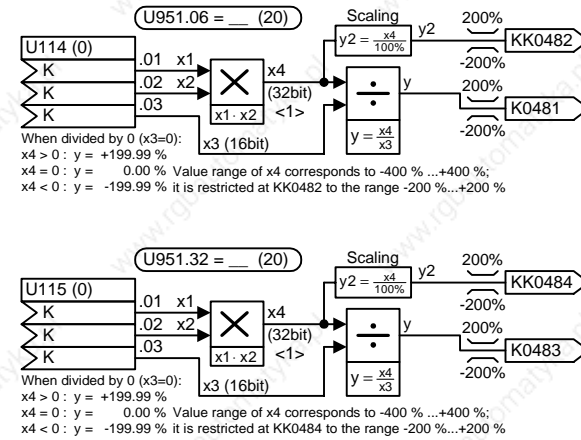 U951.06 = __ (20)
Scaling
y2 = x4 / 100%
y2
200%
-200%
KK0482
U114 (0)
K
K
K
.01 x1
.02 x2
.03
x1 · x2
x4
(32bit)
<1>
x3 (16bit)
y = x4 / x3
y
200%
-200%
K0481
When divided by 0 (x3=0):
x4 > 0 : y = +199.99 %
x4 = 0 : y = 0.00 % Value range of x4 corresponds to -400 % ...+400 %;
x4 < 0 : y = -199.99 % it is restricted at KK0482 to the range -200 %...+200 %
U951.32 = __ (20)
Scaling
y2 = x4 / 100%
y2
200%
-200%
KK0484
U115 (0)
K
K
K
.01 x1
.02 x2
.03
x1 · x2
x4
(32bit)
<1>
x3 (16bit)
y = x4 / x3
y
200%
-200%
K0483
When divided by 0 (x3=0):
x4 > 0 : y = +199.99 %
x4 = 0 : y = 0.00 % Value range of x4 corresponds to -400 % ...+400 %;
x4 < 0 : y = -199.99 % it is restricted at KK0484 to the range -200 %...+200 %